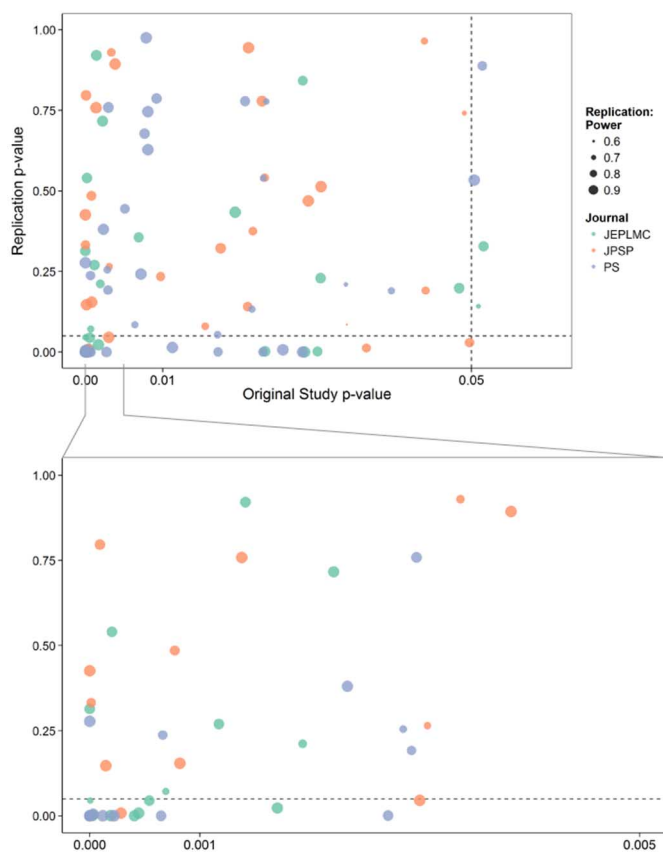 1.00
0.75
0.50
0.25
0.00
Replication p-value
0.00
0.01
0.05
Original Study p-value
Replication:
Power
0.6
0.7
0.8
0.9
Journal
JEPLMC
JPSP
PS
1.00
0.75
0.50
0.25
0.00
0.000
0.001
0.005